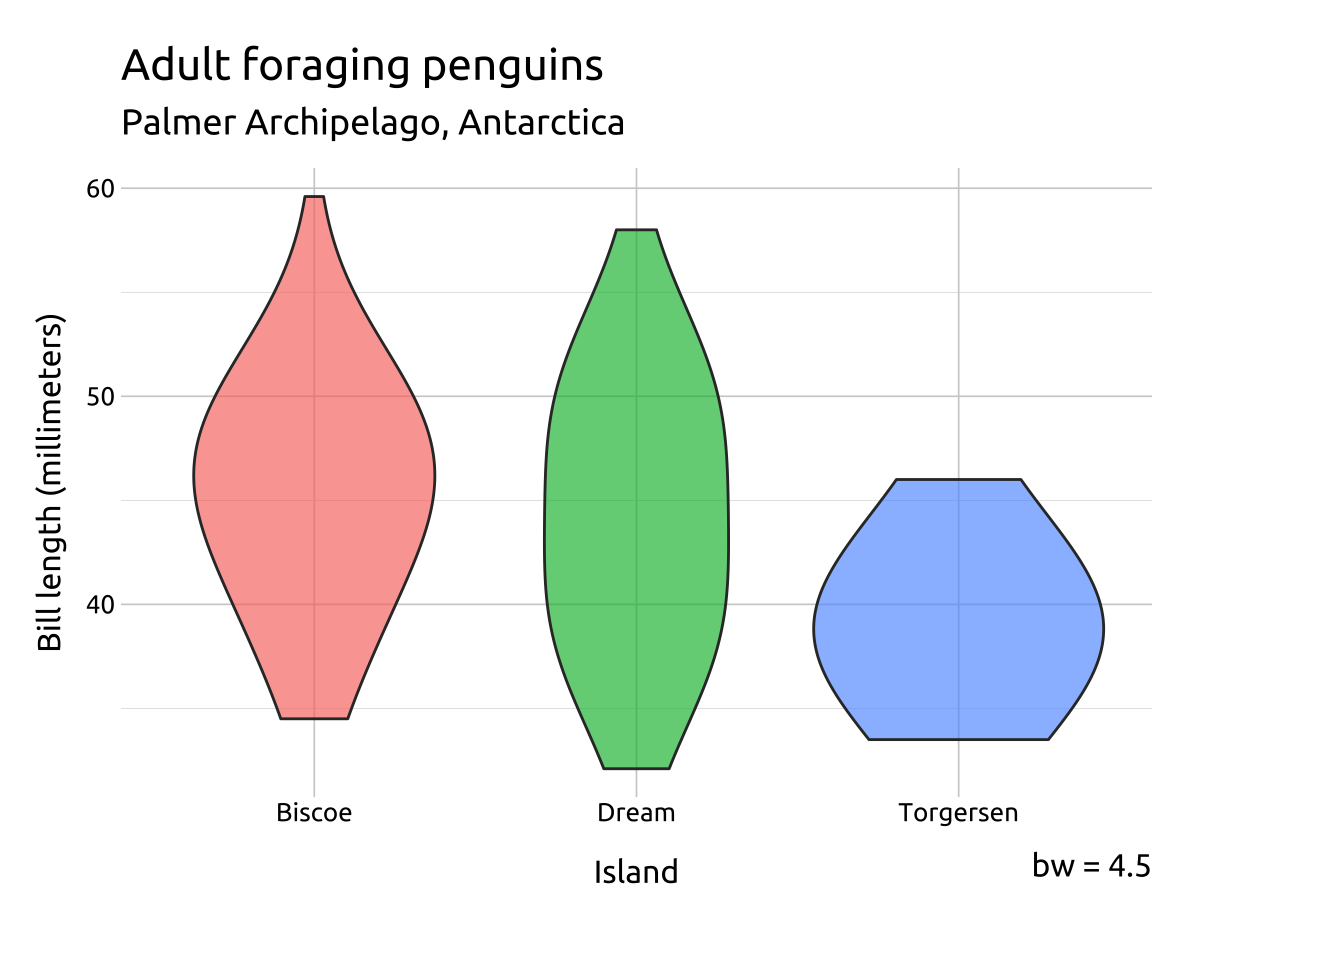 Adult foraging penguins
Palmer Archipelago, Antarctica
Bill length (millimeters)
60
50
40
Biscoe
Dream
Torgersen
Island
bw = 4.5